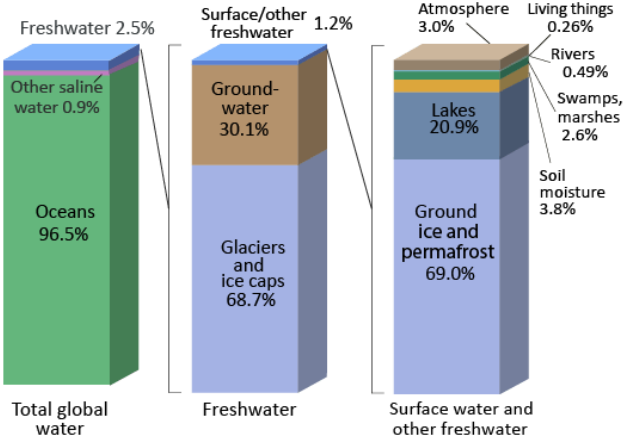 Freshwater 2.5%
Other saline
water 0.9%
Oceans
96.5%
Total global
water
Surface/other
freshwater
1.2%
Ground-
water
30.1%
Glaciers
and
ice caps
68.7%
Freshwater
Atmosphere
3.0%
Living things
0.26%
Rivers
0.49%
Swamps,
marshes
2.6%
Soil
moisture
3.8%
Lakes
20.9%
Ground
ice and
permafrost
69.0%
Surface water and
other freshwater